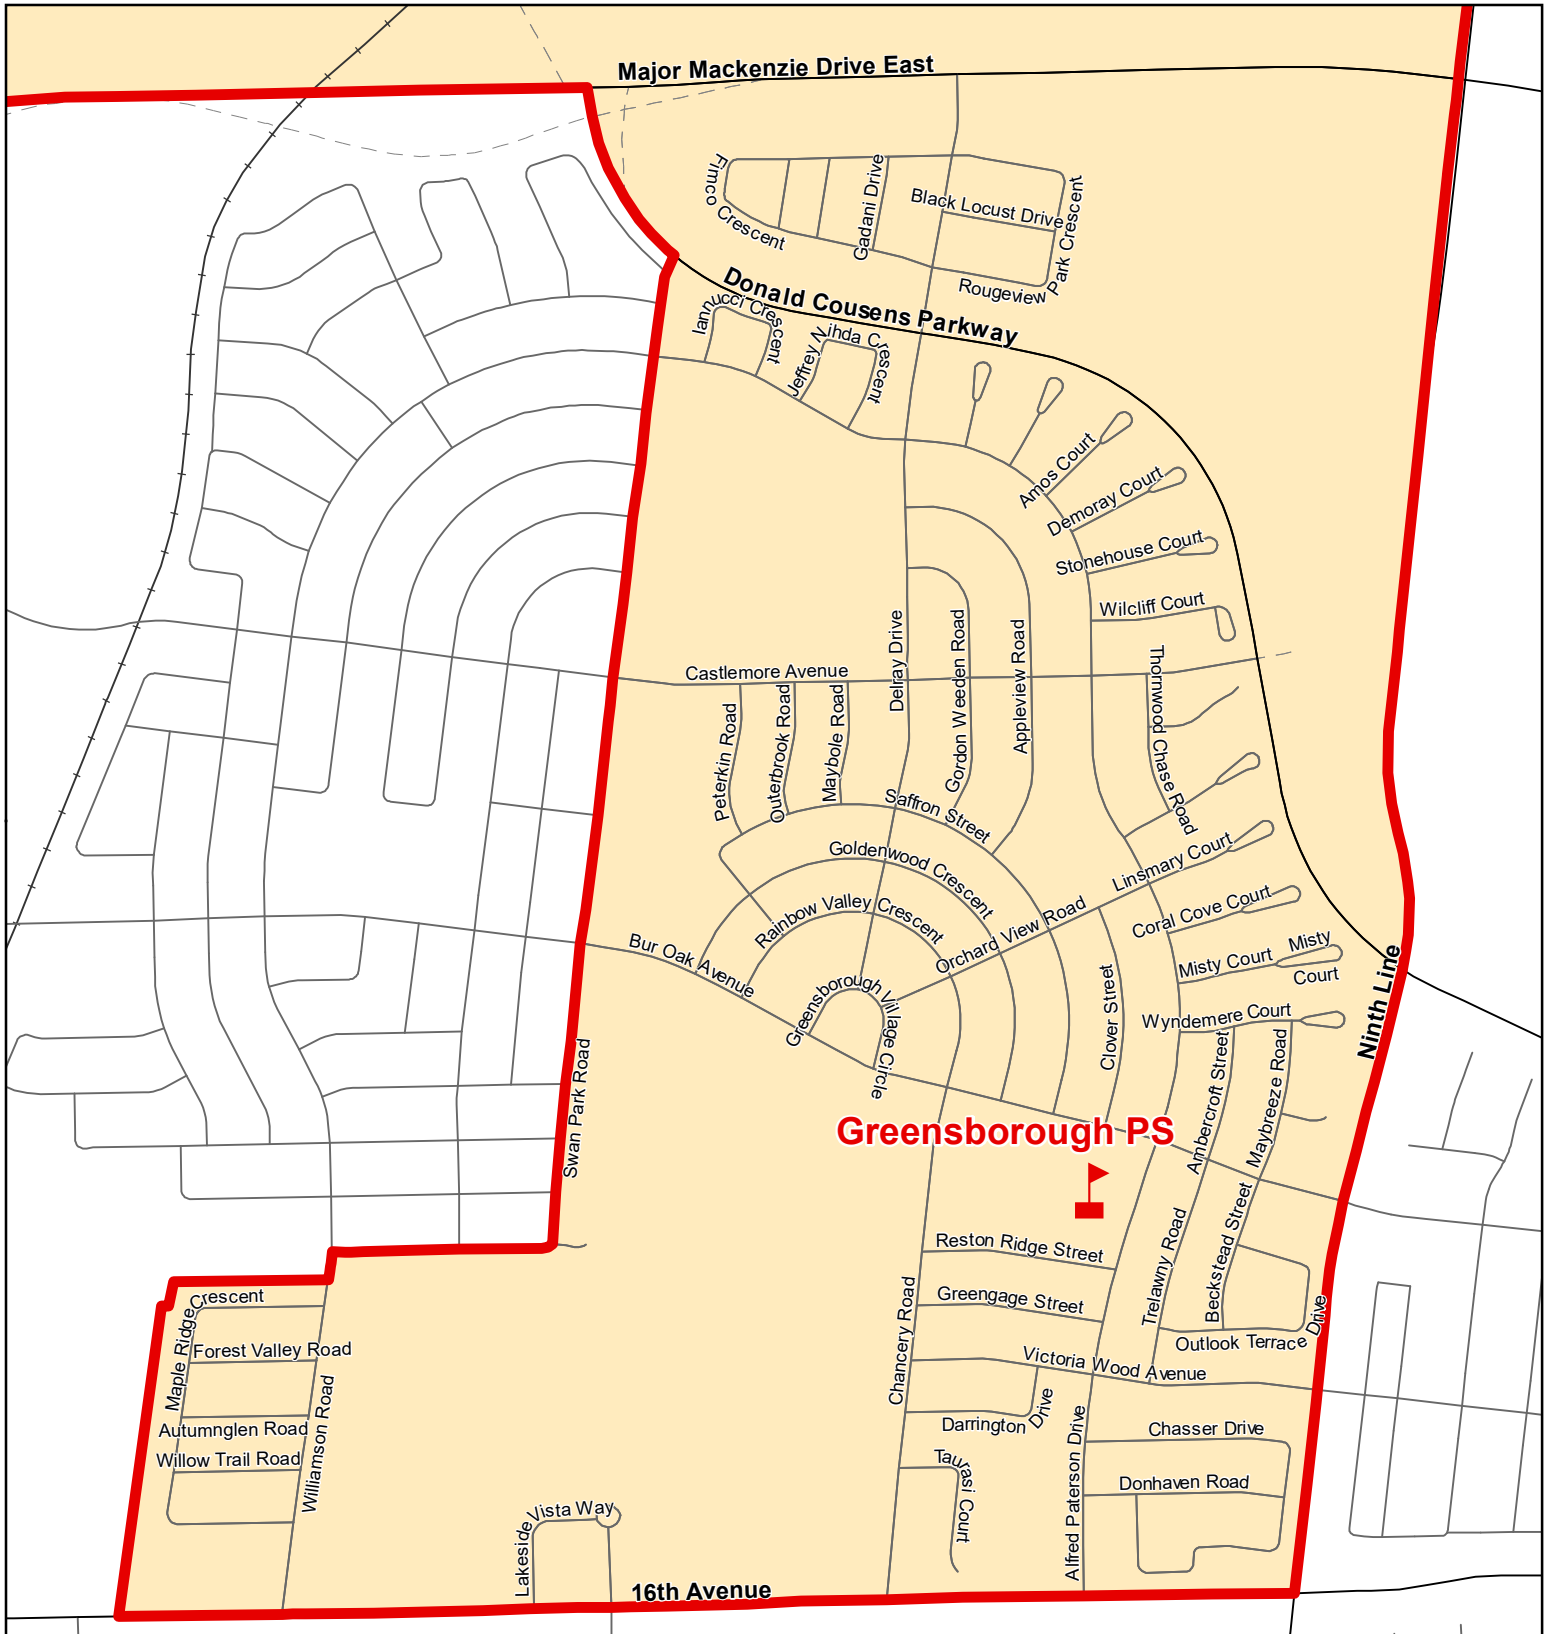 Major Mackenzie Drive East
Fimco Crescent
Gadani Drive
Black Locust Drive
Rougeview Park Crescent
Donald Cousens Parkway
Iannucci Crescent
Jeffrey Nihda Crescent
Amos Court
Demoray Court
Stonehouse Court
Wilcliff Court
Castlemore Avenue
Delray Drive
Gordon Weeden Road
Appleview Road
Thornwood Chase Road
Peterkin Road
Outerbrook Road
Maybole Road
Saffron Street
Goldenwood Crescent
Rainbow Valley Crescent
Linsmary Court
Orchard View Road
Coral Cove Court
Bur Oak Avenue
Misty Court
Misty
Court
Greensborough Village Circle
Clover Street
Wyndemere Court
Ninth Line
Swan Park Road
Ambercroft Street
Maybreeze Road
Greensborough PS
Beckstead Street
Trelawny Road
Reston Ridge Street
Greengage Street
Chancery Road
Outlook Terrace Drive
Victoria Wood Avenue
Maple Ridge Crescent
Forest Valley Road
Autumnglen Road
Willow Trail Road
Williamson Road
Darrington Drive
Alfred Paterson Drive
Chasser Drive
Taurasi Court
Donhaven Road
Lakeside Vista Way
16th Avenue